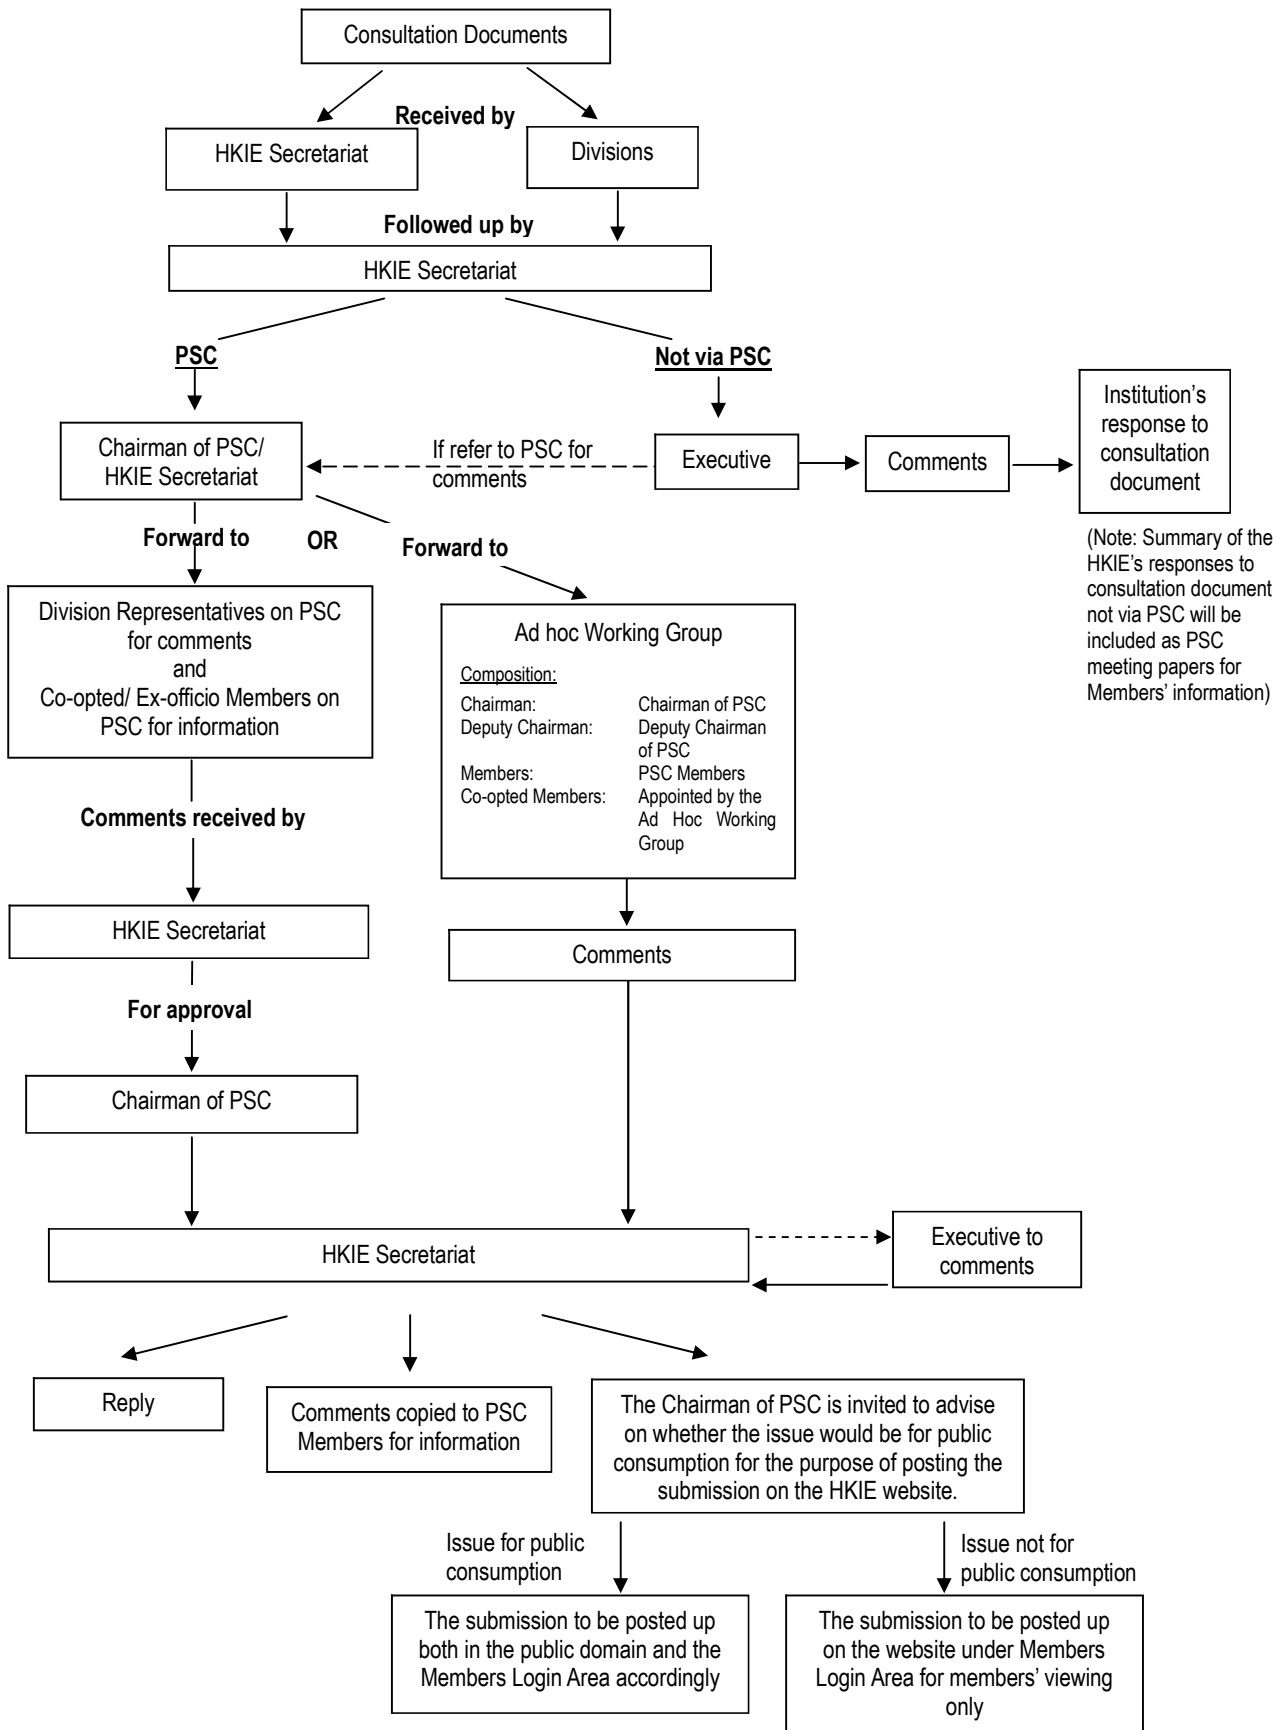 Consultation Documents
Received by
HKIE Secretariat
Divisions
Followed up by
HKIE Secretariat
PSC
Not via PSC
Chairman of PSC/
HKIE Secretariat
If refer to PSC for
comments
Executive
Comments
Institution’s
response to
consultation
document
(Note: Summary of the
HKIE’s responses to
consultation document
not via PSC will be
included as PSC
meeting papers for
Members’ information)
Forward to
OR
Forward to
Division Representatives on PSC
for comments
and
Co-opted/ Ex-officio Members on
PSC for information
Ad hoc Working Group
Composition:
Chairman: Chairman of PSC
Deputy Chairman: Deputy Chairman
of PSC
Members: PSC Members
Co-opted Members: Appointed by the
Ad Hoc Working
Group
Comments received by
HKIE Secretariat
Comments
For approval
Chairman of PSC
HKIE Secretariat
Executive to
comments
Reply
Comments copied to PSC
Members for information
The Chairman of PSC is invited to advise
on whether the issue would be for public
consumption for the purpose of posting the
submission on the HKIE website.
Issue for public
consumption
Issue not for
public consumption
The submission to be posted up
both in the public domain and the
Members Login Area accordingly
The submission to be posted up
on the website under Members
Login Area for members’ viewing
only